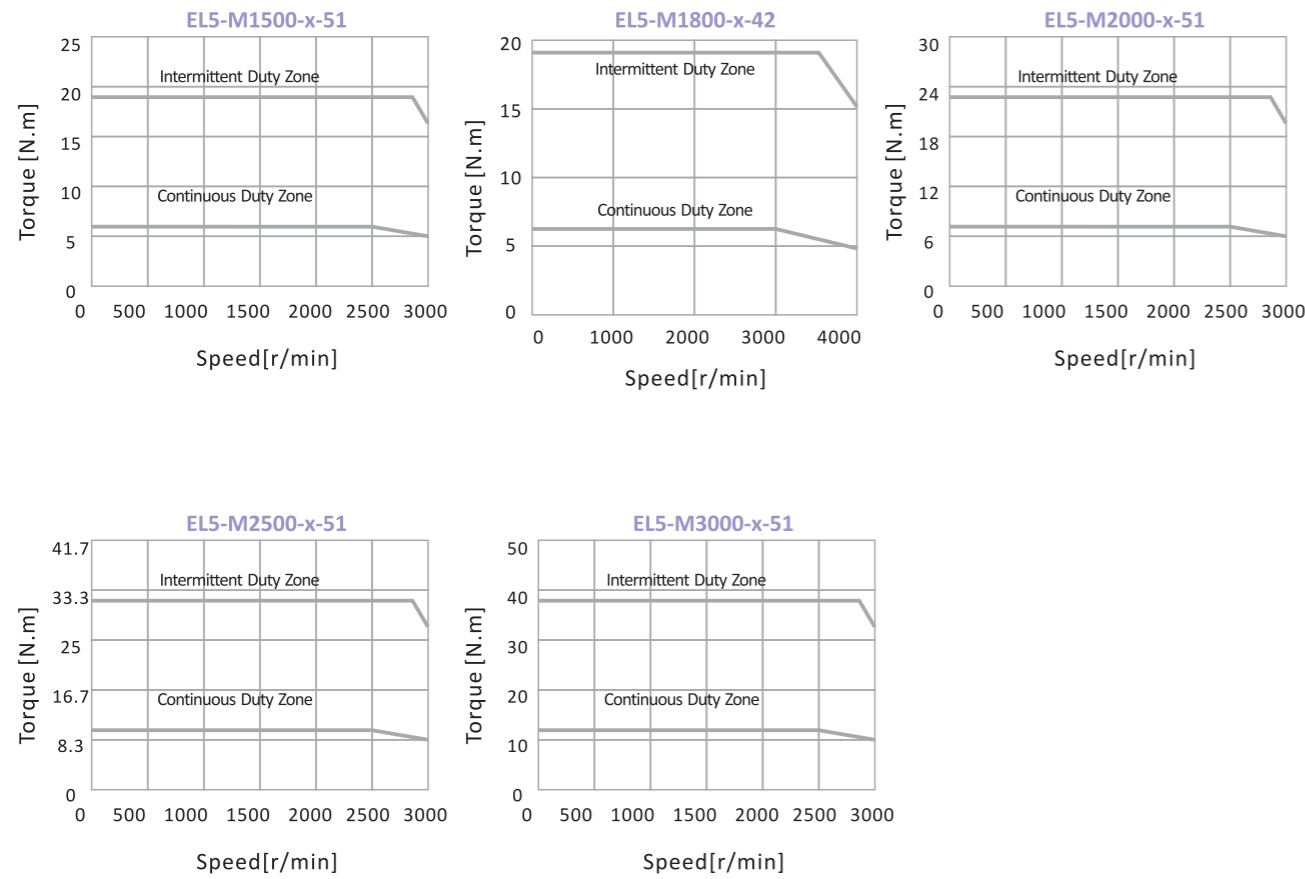 EL5-M1500-x-51
25
20
15
10
5
0
Torque [N.m]
Intermittent Duty Zone
Continuous Duty Zone
0 500 1000 1500 2000 2500 3000
Speed[r/min]
EL5-M1800-x-42
20
15
10
5
0
Torque [N.m]
Intermittent Duty Zone
Continuous Duty Zone
0 1000 2000 3000 4000
Speed[r/min]
EL5-M2000-x-51
30
24
18
12
6
0
Torque [N.m]
Intermittent Duty Zone
Continuous Duty Zone
0 500 1000 1500 2000 2500 3000
Speed[r/min]
EL5-M2500-x-51
41.7
33.3
25
16.7
8.3
0
Torque [N.m]
Intermittent Duty Zone
Continuous Duty Zone
0 500 1000 1500 2000 2500 3000
Speed[r/min]
EL5-M3000-x-51
50
40
30
20
10
0
Torque [N.m]
Intermittent Duty Zone
Continuous Duty Zone
0 500 1000 1500 2000 2500 3000
Speed[r/min]